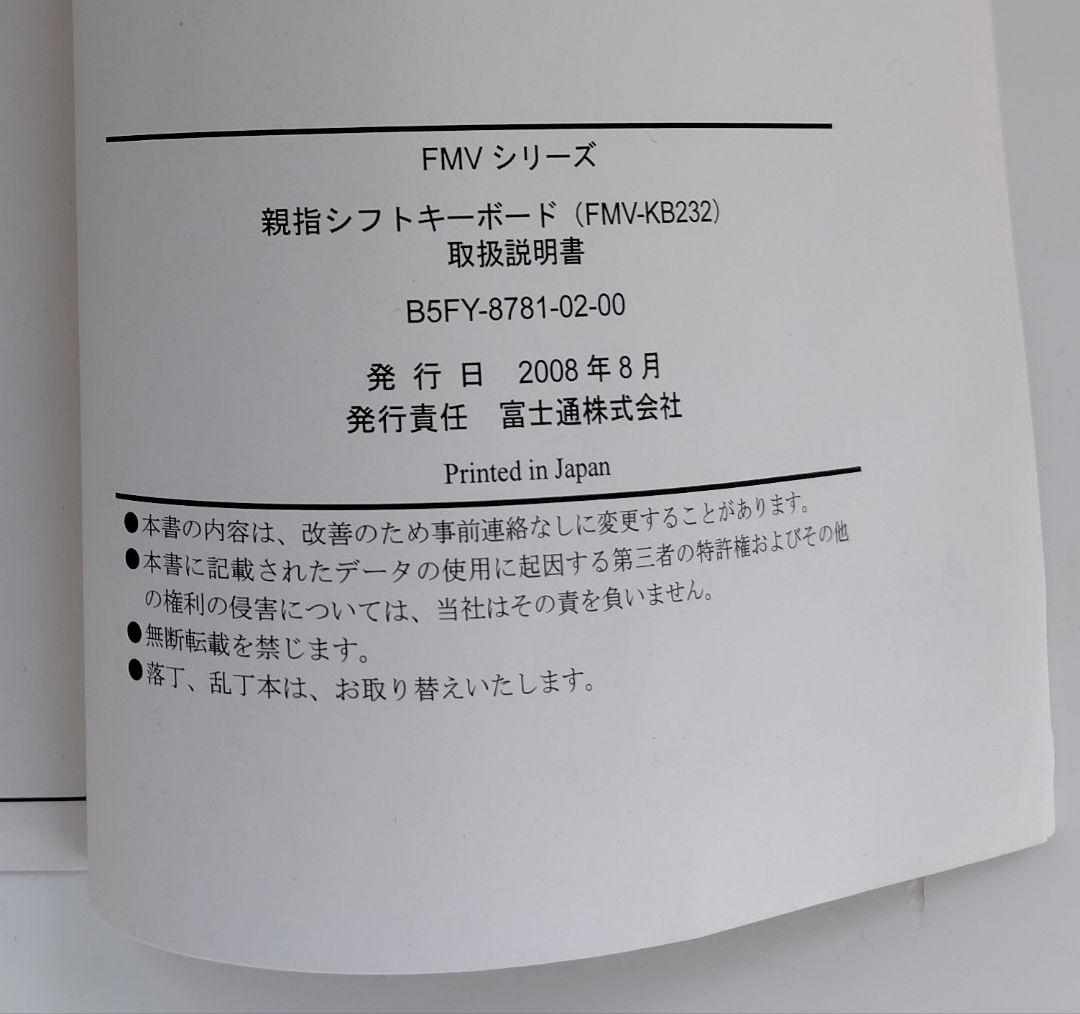 FMV シリーズ
親指シフトキーボード（FMV-KB232）
取扱説明書
B5FY-8781-02-00
発 行 日　2008 年 8 月
発行責任　富士通株式会社
Printed in Japan
●本書の内容は、改善のため事前連絡なしに変更することがあります。
●本書に記載されたデータの使用に起因する第三者の特許権およびその他
の権利の侵害については、当社はその責を負いません。
●無断転載を禁じます。
●落丁、乱丁本は、お取り替えいたします。